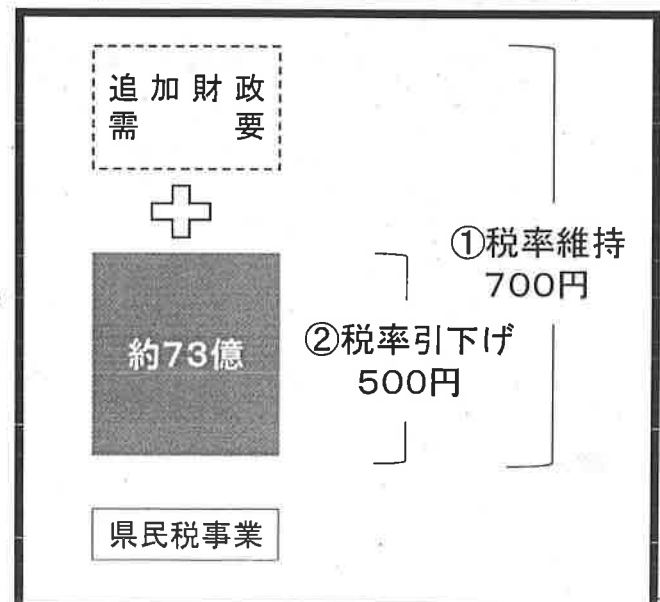 追加財政
需要
①税率維持
700円
約73億
②税率引下げ
500円
県民税事業